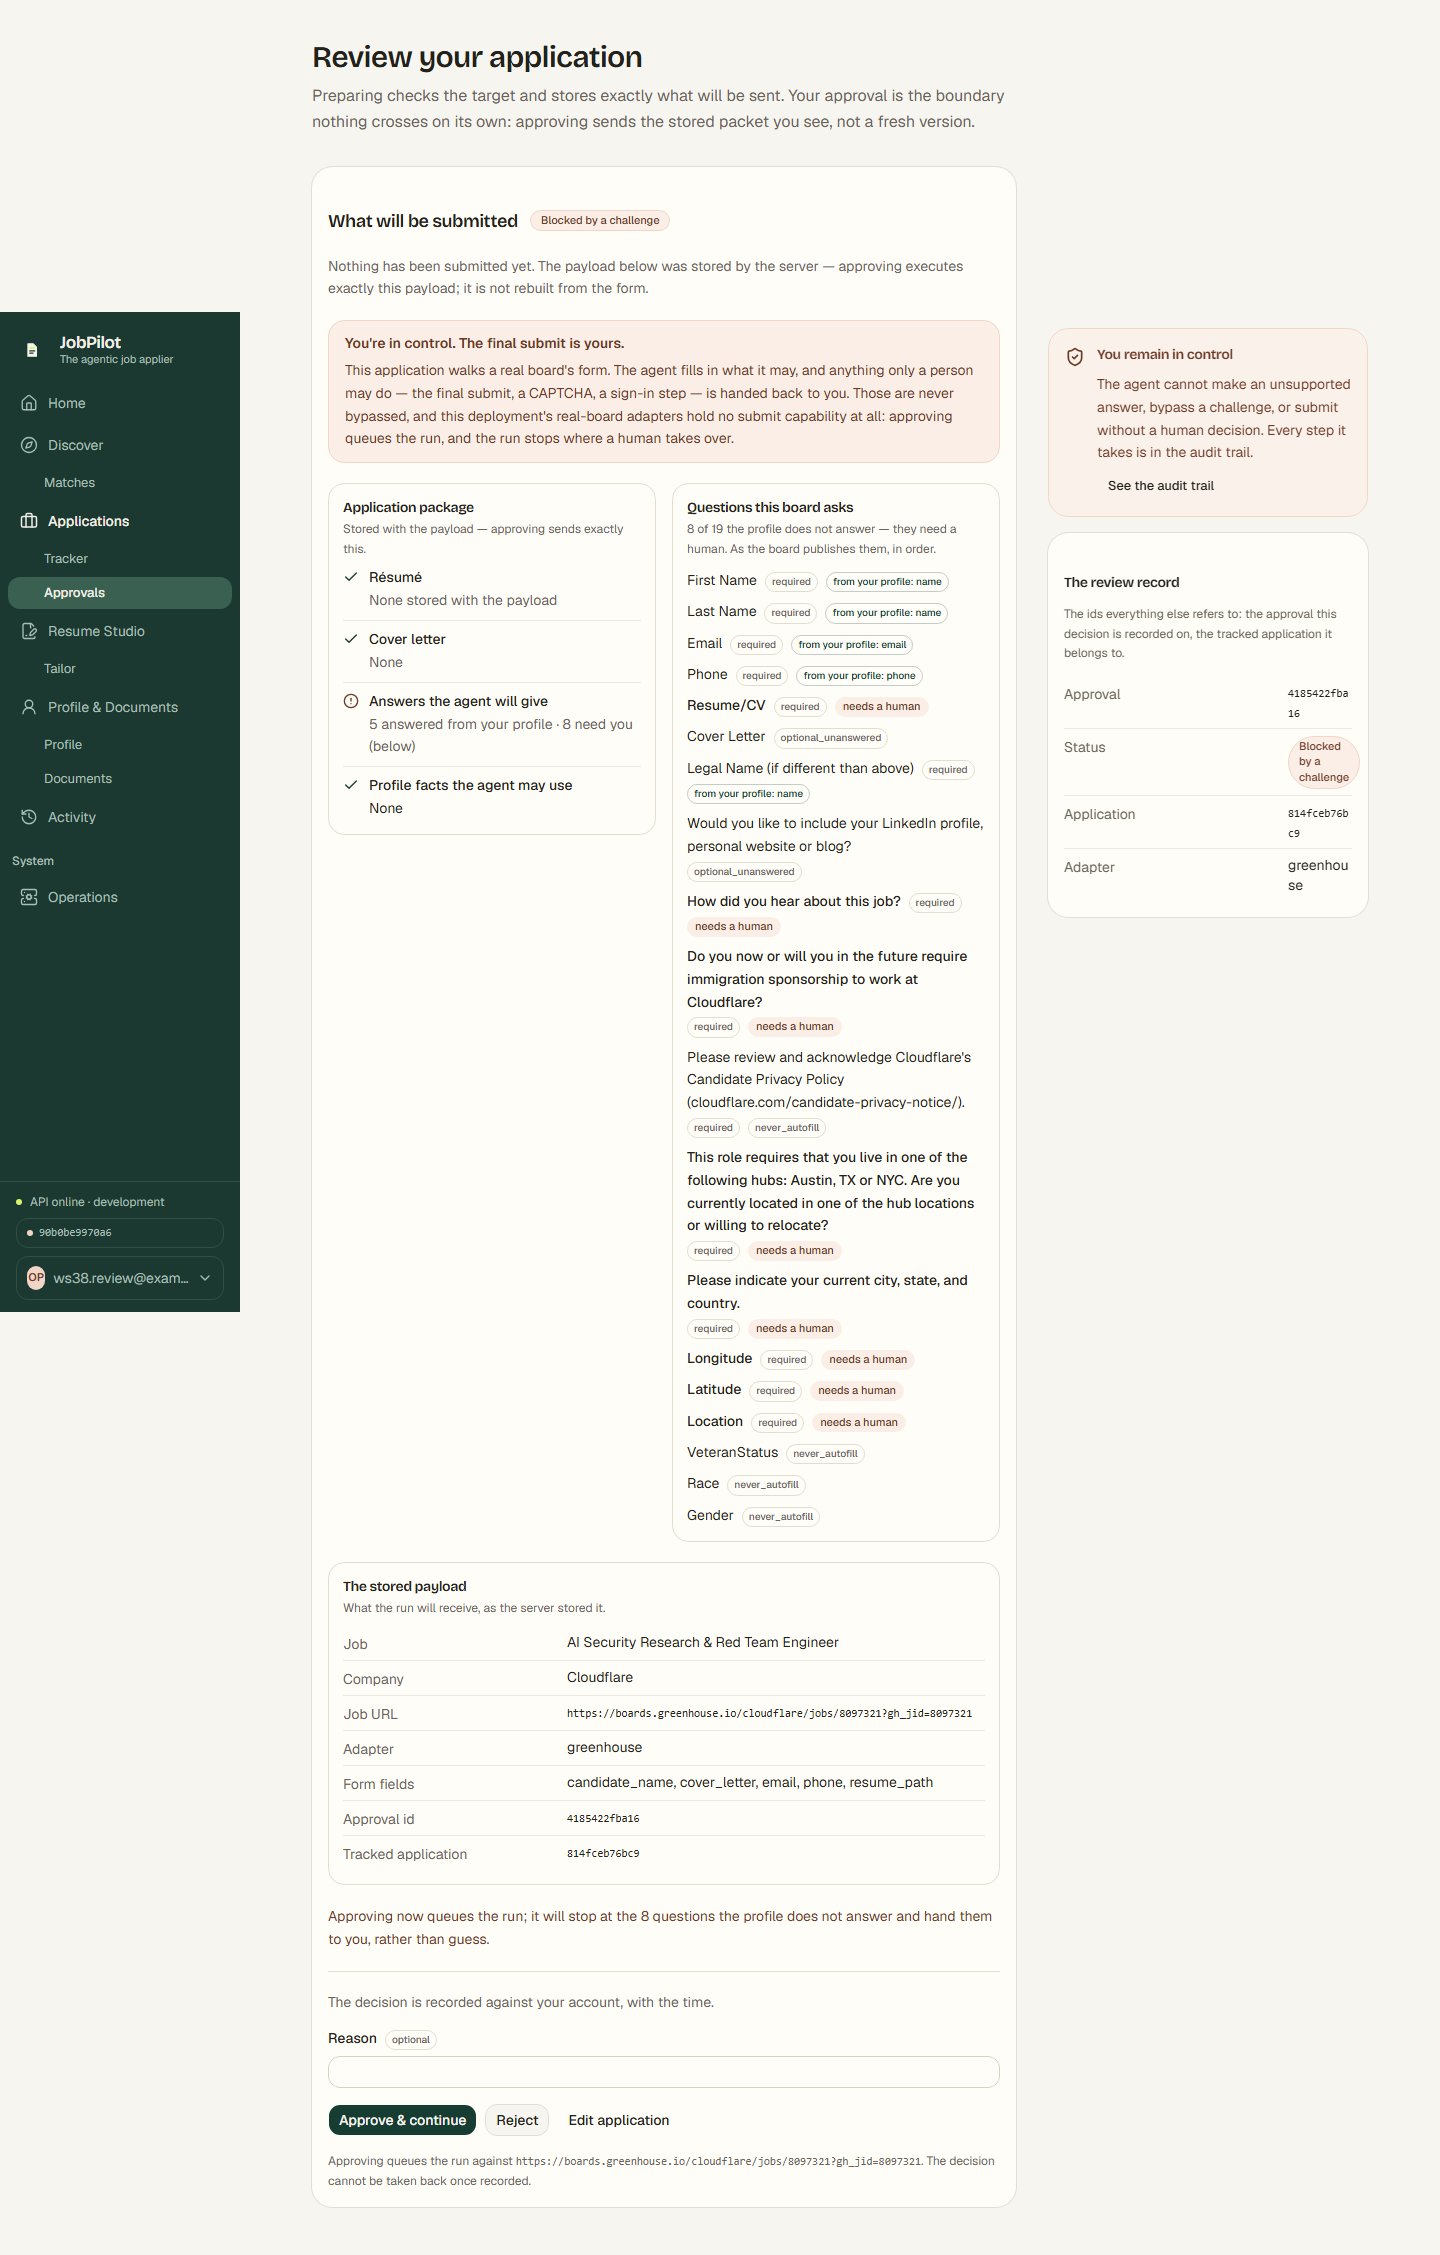 Review your application
Preparing checks the target and stores exactly what will be sent. Your approval is the boundary
nothing crosses on its own: approving sends the stored packet you see, not a fresh version.
JobPilot
The agentic job applier
Home
Discover
Matches
Applications
Tracker
Approvals
Resume Studio
Tailor
Profile & Documents
Profile
Documents
Activity
System
Operations
API online · development
90b0be9970a6
OP
ws38.review@exam…
What will be submitted
Blocked by a challenge
Nothing has been submitted yet. The payload below was stored by the server — approving executes
exactly this payload; it is not rebuilt from the form.
You're in control. The final submit is yours.
This application walks a real board's form. The agent fills in what it may, and anything only a person
may do — the final submit, a CAPTCHA, a sign-in step — is handed back to you. Those are never
bypassed, and this deployment's real-board adapters hold no submit capability at all: approving
queues the run, and the run stops where a human takes over.
Application package
Stored with the payload — approving sends exactly
this.
Résumé
None stored with the payload
Cover letter
None
Answers the agent will give
5 answered from your profile · 8 need you
(below)
Profile facts the agent may use
None
Questions this board asks
8 of 19 the profile does not answer — they need a
human. As the board publishes them, in order.
First Name required from your profile: name
Last Name required from your profile: name
Email required from your profile: email
Phone required from your profile: phone
Resume/CV required needs a human
Cover Letter optional_unanswered
Legal Name (if different than above) required
from your profile: name
Would you like to include your LinkedIn profile,
personal website or blog?
optional_unanswered
How did you hear about this job? required
needs a human
Do you now or will you in the future require
immigration sponsorship to work at
Cloudflare?
required needs a human
Please review and acknowledge Cloudflare's
Candidate Privacy Policy
(cloudflare.com/candidate-privacy-notice/).
required never_autofill
This role requires that you live in one of the
following hubs: Austin, TX or NYC. Are you
currently located in one of the hub locations
or willing to relocate?
required needs a human
Please indicate your current city, state, and
country.
required needs a human
Longitude required needs a human
Latitude required needs a human
Location required needs a human
VeteranStatus never_autofill
Race never_autofill
Gender never_autofill
The stored payload
What the run will receive, as the server stored it.
Job AI Security Research & Red Team Engineer
Company Cloudflare
Job URL https://boards.greenhouse.io/cloudflare/jobs/8097321?gh_jid=8097321
Adapter greenhouse
Form fields candidate_name, cover_letter, email, phone, resume_path
Approval id 4185422fba16
Tracked application 814fceb76bc9
Approving now queues the run; it will stop at the 8 questions the profile does not answer and hand them
to you, rather than guess.
The decision is recorded against your account, with the time.
Reason optional
Approve & continue
Reject
Edit application
Approving queues the run against https://boards.greenhouse.io/cloudflare/jobs/8097321?gh_jid=8097321. The decision
cannot be taken back once recorded.
You remain in control
The agent cannot make an unsupported
answer, bypass a challenge, or submit
without a human decision. Every step it
takes is in the audit trail.
See the audit trail
The review record
The ids everything else refers to: the approval this
decision is recorded on, the tracked application it
belongs to.
Approval 4185422fba
16
Status Blocked
by a
challenge
Application 814fceb76b
c9
Adapter greenhou
se